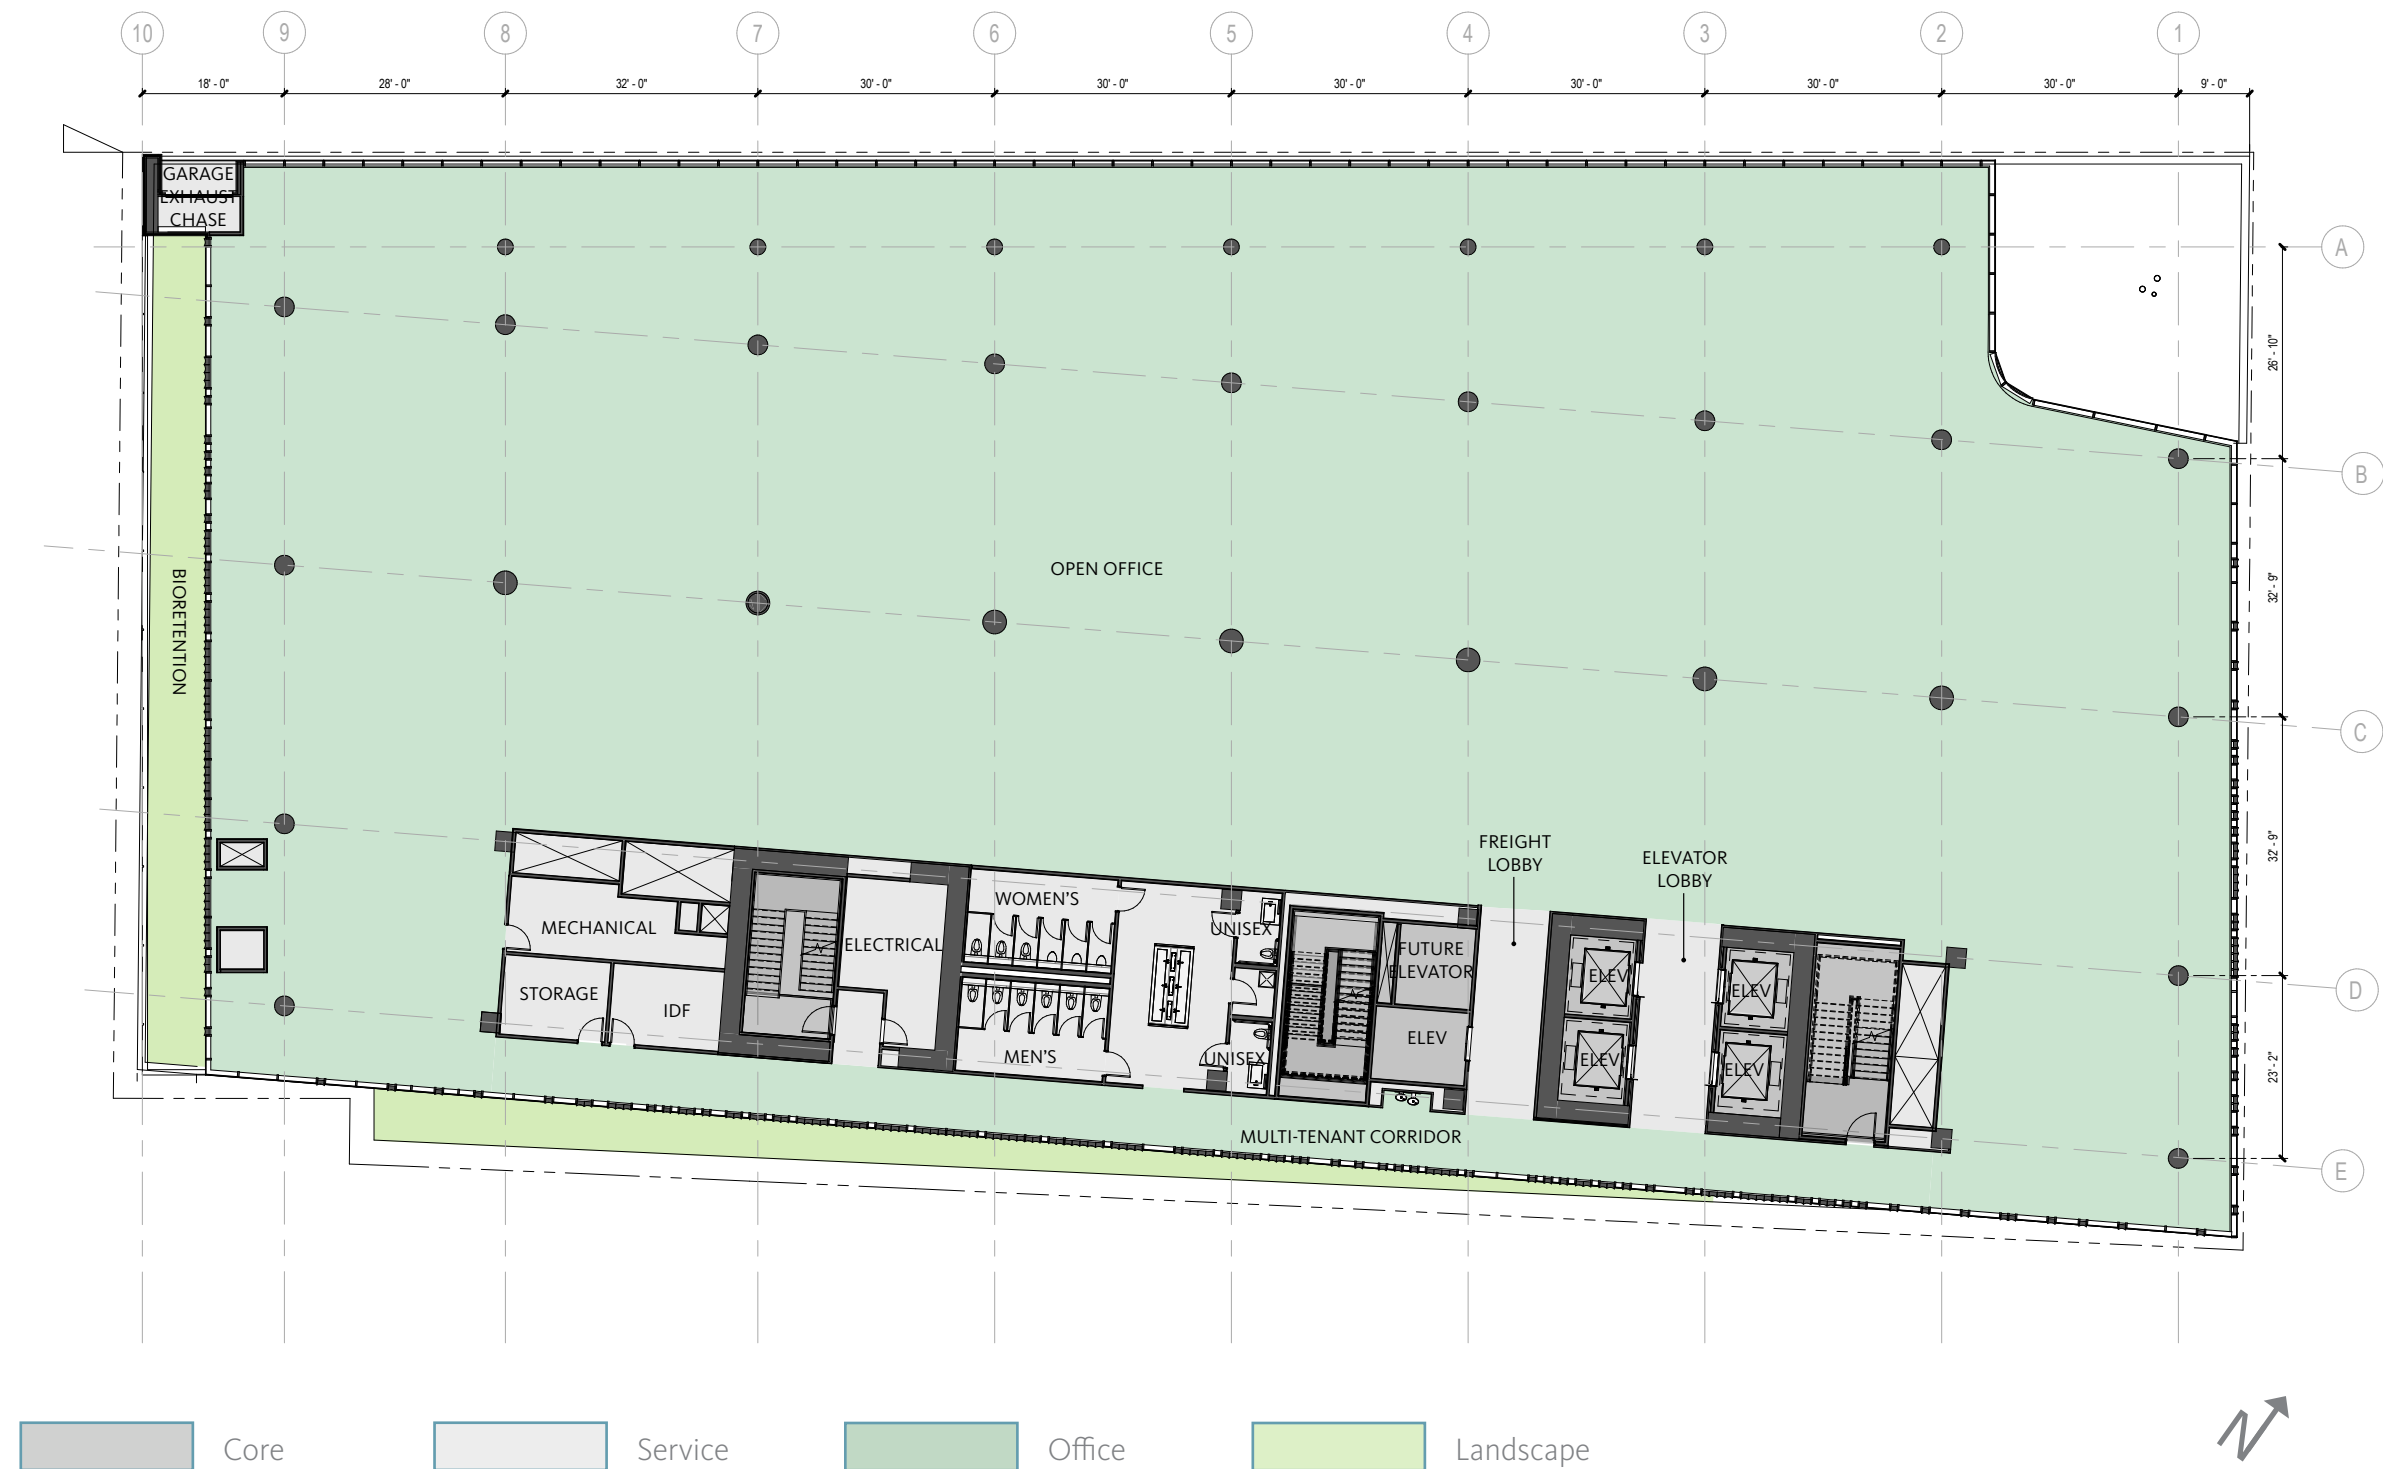 10
9
8
7
6
5
4
3
2
1
18' - 0"
28' - 0"
32' - 0"
30' - 0"
30' - 0"
30' - 0"
30' - 0"
30' - 0"
30' - 0"
9' - 0"
GARAGE
EXHAUST
CHASE
A
26' - 10"
B
BIORETENTION
OPEN OFFICE
32' - 9"
C
32' - 9"
FREIGHT
LOBBY
ELEVATOR
LOBBY
MECHANICAL
ELECTRICAL
WOMEN'S
UNISEX
FUTURE
ELEVATOR
ELEV
ELEV
STORAGE
IDF
MEN'S
UNISEX
ELEV
ELEV
ELEV
D
23' - 2"
MULTI-TENANT CORRIDOR
E
Core
Service
Office
Landscape
N